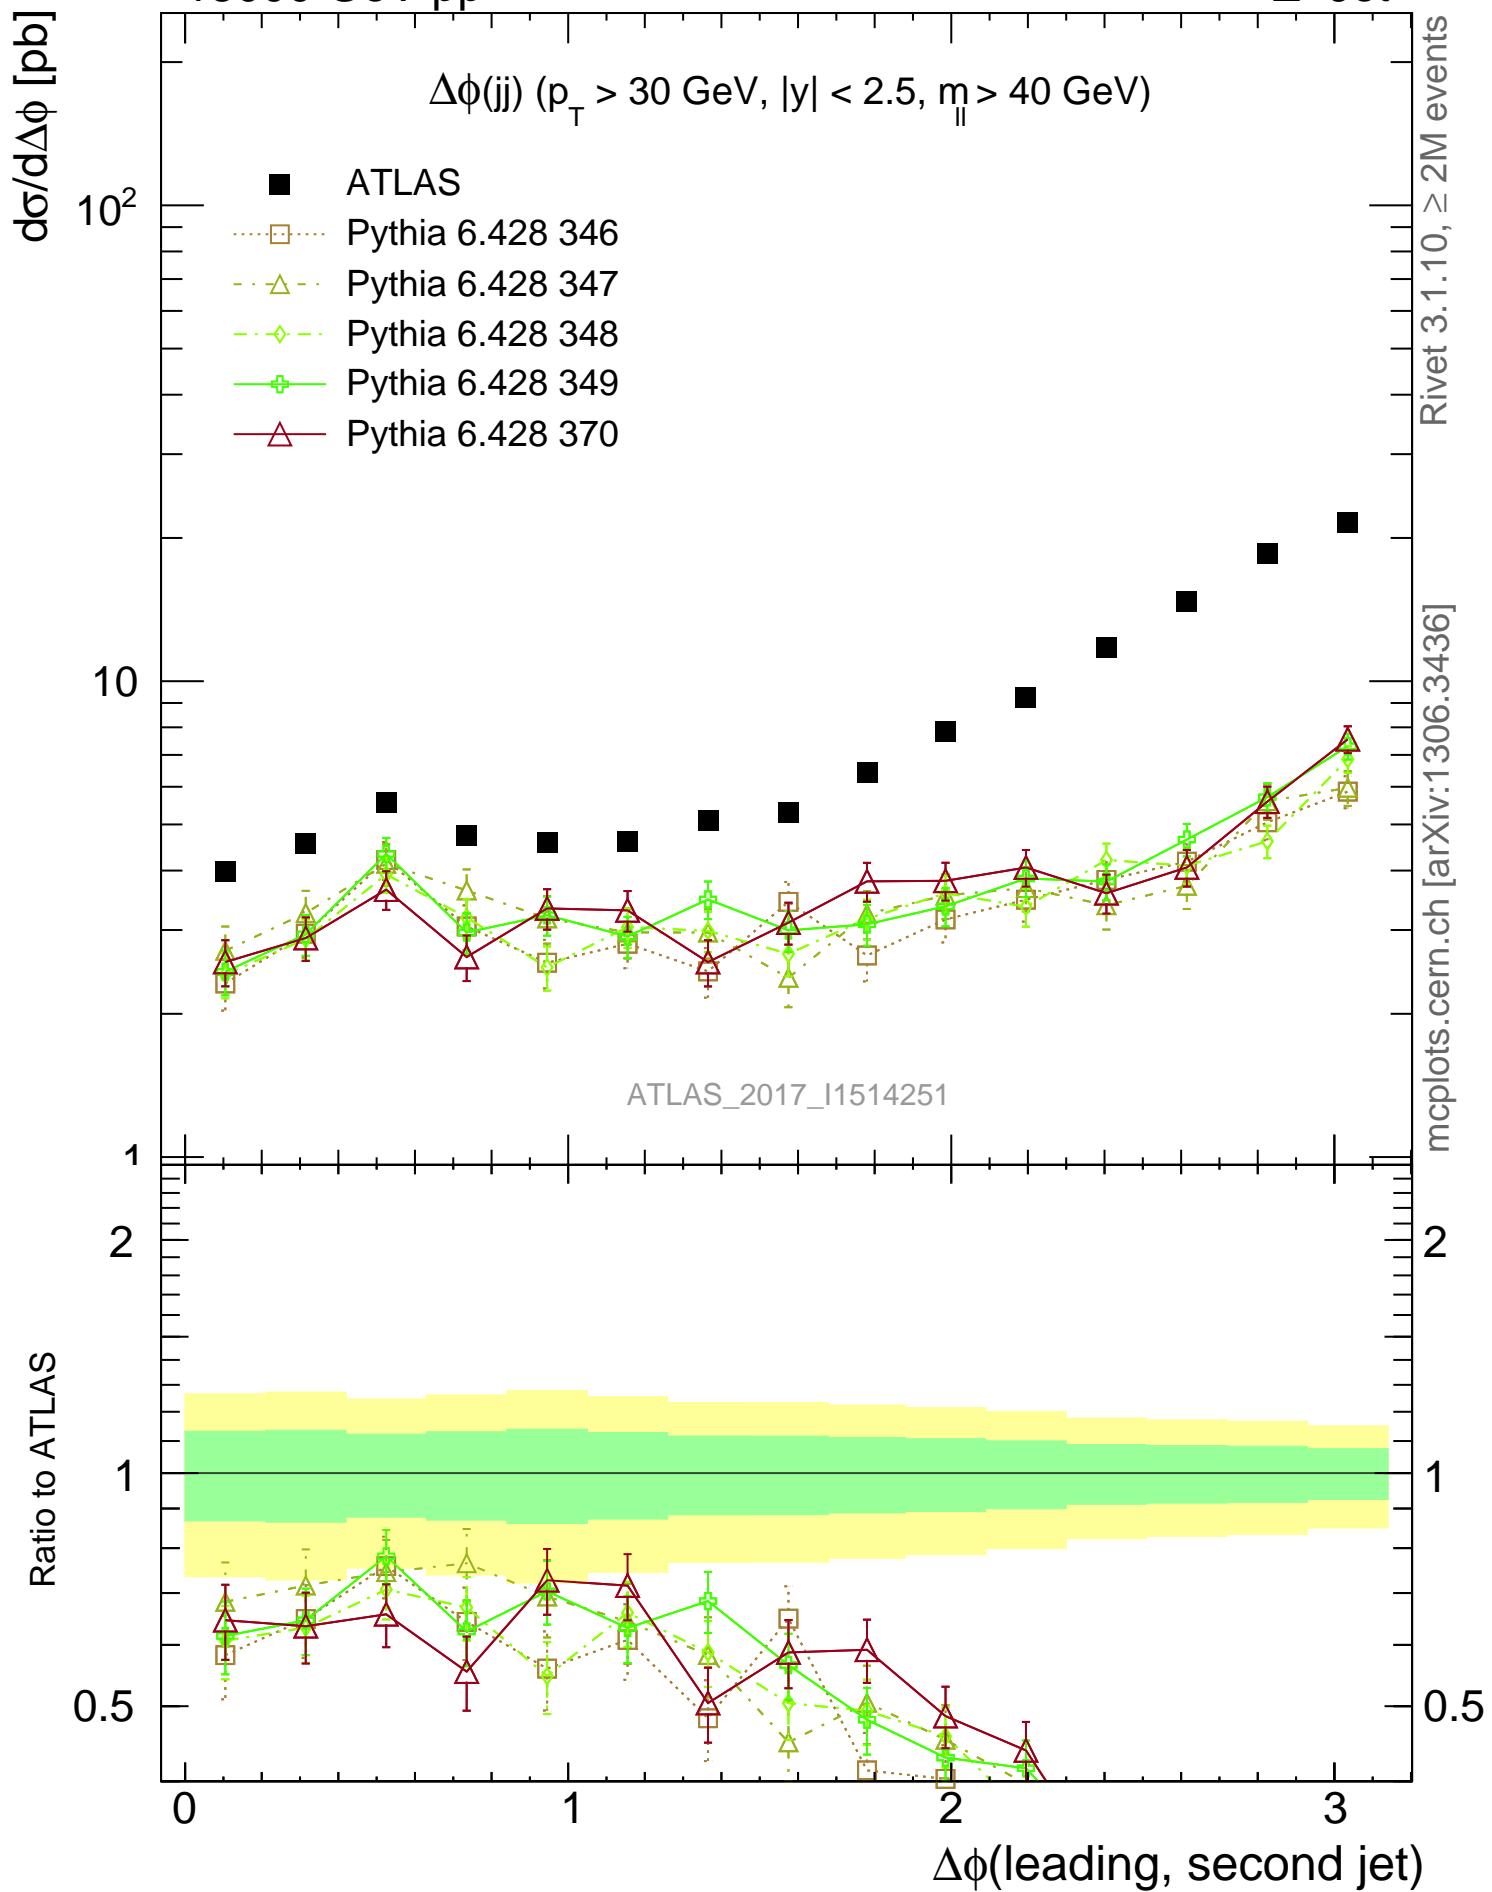 dσ/dΔϕ [pb]
Δϕ(jj) (p_T > 30 GeV, |y| < 2.5, m_ll > 40 GeV)
ATLAS
Pythia 6.428 346
Pythia 6.428 347
Pythia 6.428 348
Pythia 6.428 349
Pythia 6.428 370
10²
10
1
ATLAS_2017_I1514251
Rivet 3.1.10, ≥ 2M events
mcplots.cern.ch [arXiv:1306.3436]
Ratio to ATLAS
2
1
0.5
2
1
0.5
0 1 2 3
Δϕ(leading, second jet)